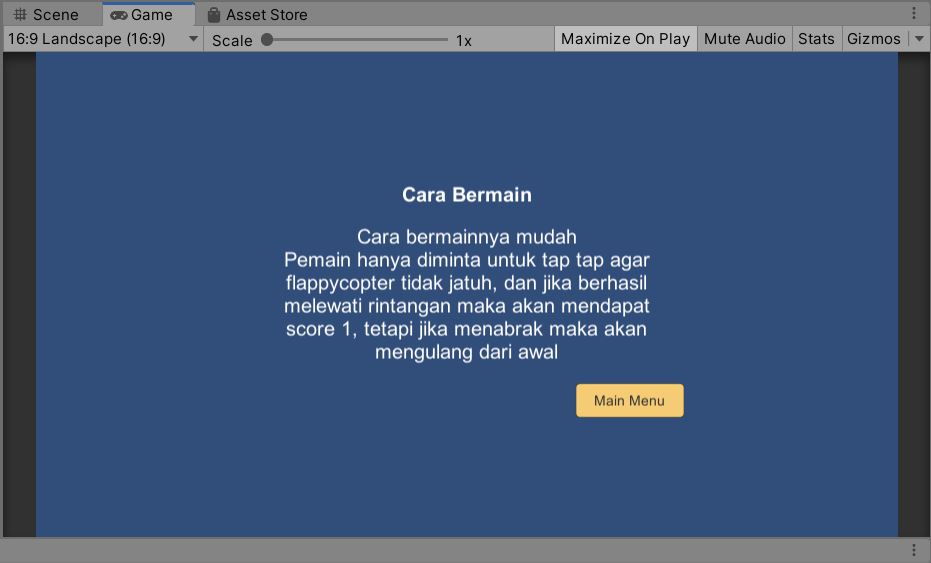 Scene Game Asset Store
16:9 Landscape (16:9) Scale 1x Maximize On Play Mute Audio Stats Gizmos
Cara Bermain
Cara bermainnya mudah
Pemain hanya diminta untuk tap tap agar
flappycopter tidak jatuh, dan jika berhasil
melewati rintangan maka akan mendapat
score 1, tetapi jika menabrak maka akan
mengulang dari awal
Main Menu